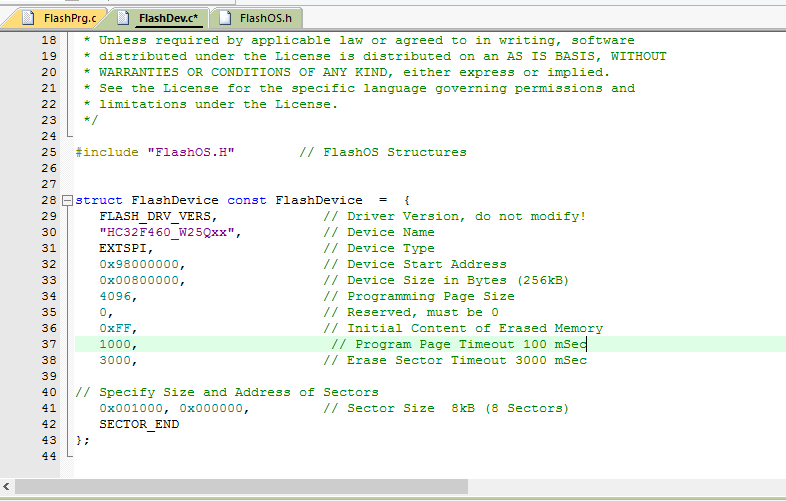 FlashPrg.c FlashDev.c* FlashOS.h
18 * Unless required by applicable law or agreed to in writing, software
19 * distributed under the License is distributed on an AS IS BASIS, WITHOUT
20 * WARRANTIES OR CONDITIONS OF ANY KIND, either express or implied.
21 * See the License for the specific language governing permissions and
22 * limitations under the License.
23 */
24
25 #include "FlashOS.H" // FlashOS Structures
26
27
28 struct FlashDevice const FlashDevice = {
29 FLASH_DRV_VERS, // Driver Version, do not modify!
30 "HC32F460_W25Qxx", // Device Name
31 EXTSPI, // Device Type
32 0x98000000, // Device Start Address
33 0x00800000, // Device Size in Bytes (256kB)
34 4096, // Programming Page Size
35 0, // Reserved, must be 0
36 0xFF, // Initial Content of Erased Memory
37 1000, // Program Page Timeout 100 mSec
38 3000, // Erase Sector Timeout 3000 mSec
39
40 // Specify Size and Address of Sectors
41 0x001000, 0x000000, // Sector Size 8kB (8 Sectors)
42 SECTOR_END
43 };
44